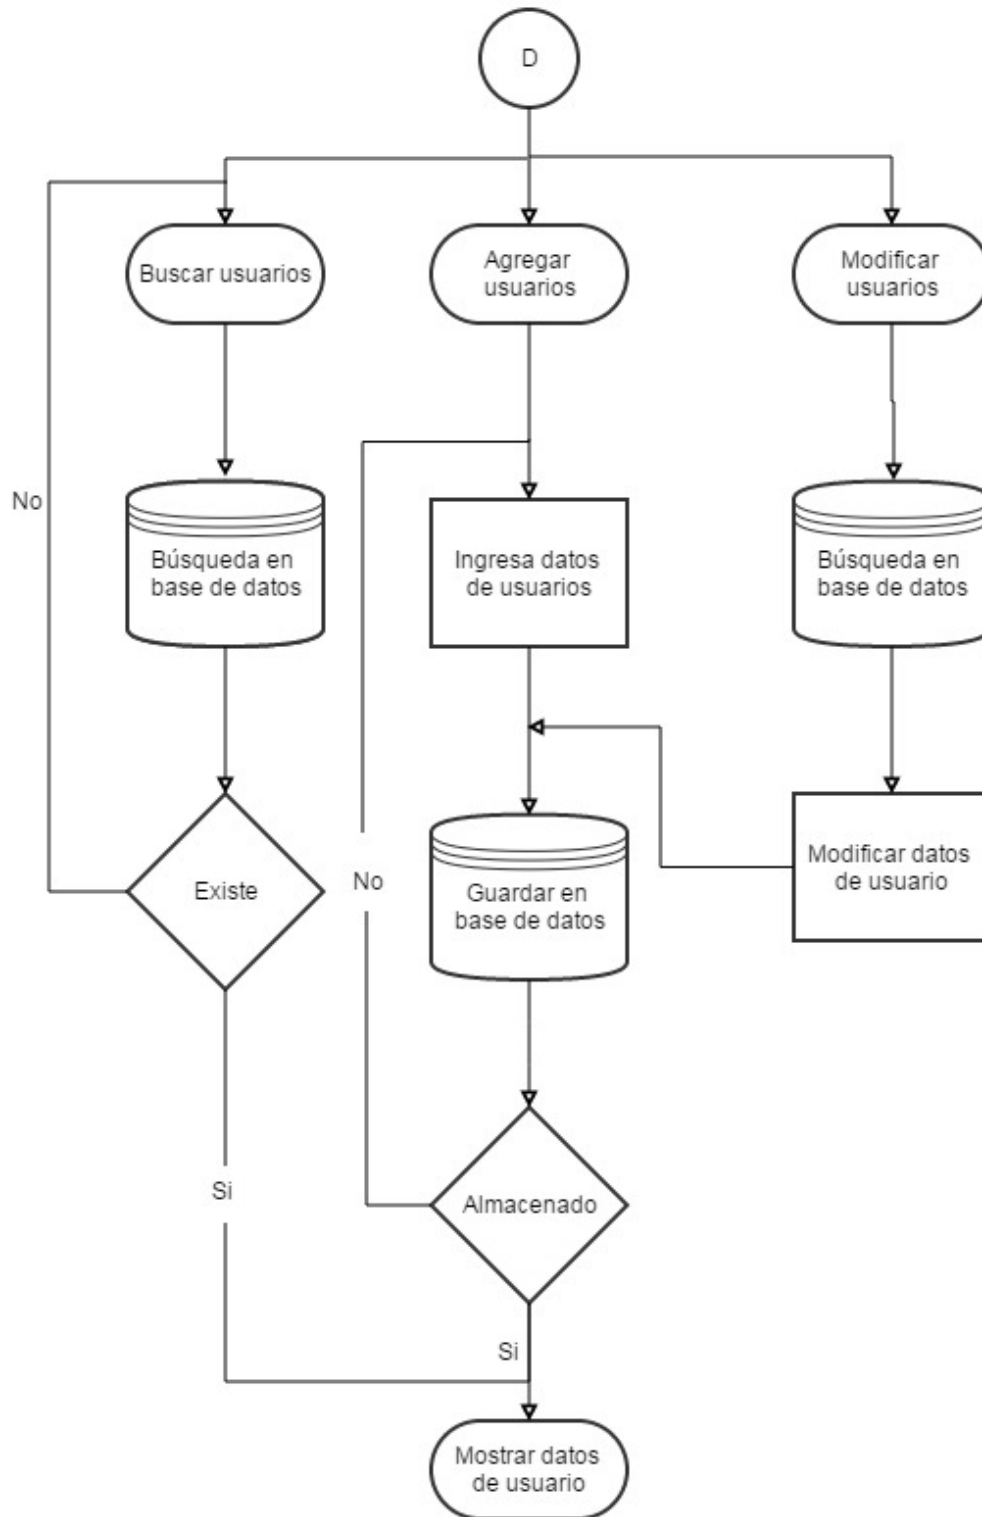 D
Buscar usuarios
Agregar
usuarios
Modificar
usuarios
No
Búsqueda en
base de datos
Ingresa datos
de usuarios
Búsqueda en
base de datos
Existe
No
Guardar en
base de datos
Modificar datos
de usuario
Si
Almacenado
Si
Mostrar datos
de usuario